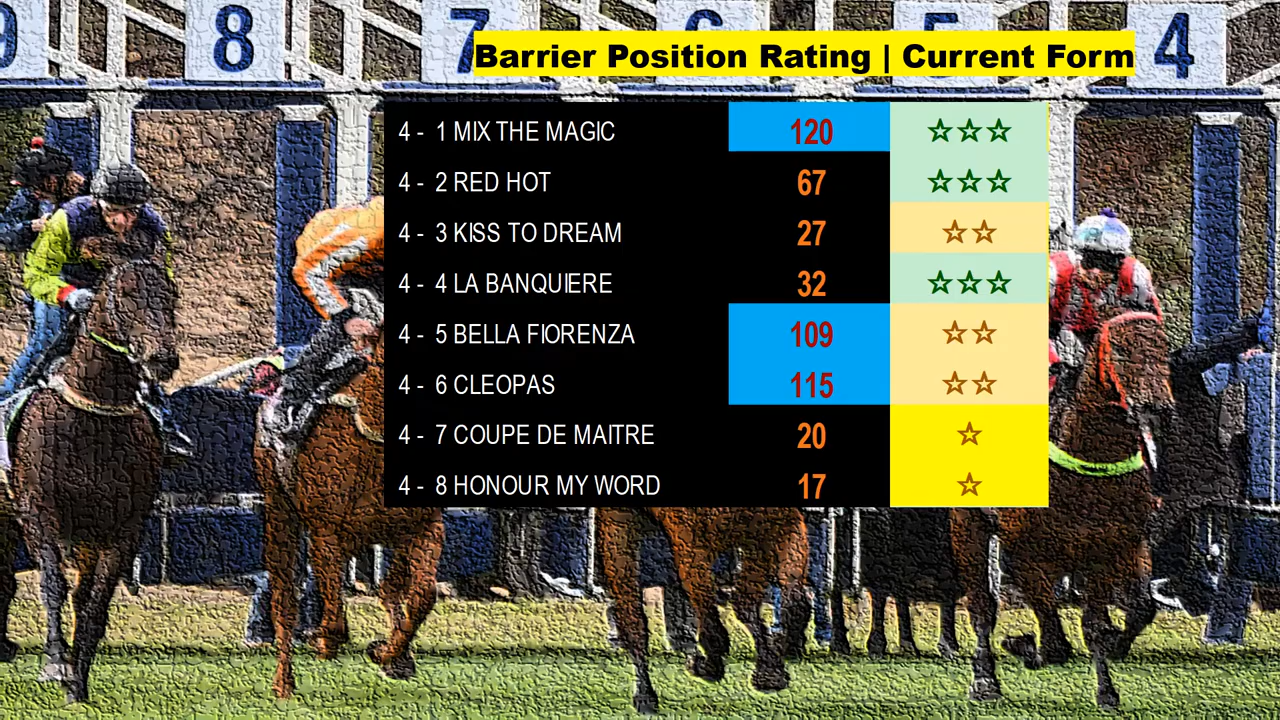 9 8 7 6 5 4
Barrier Position Rating | Current Form
4 - 1 MIX THE MAGIC 120 ☆☆☆
4 - 2 RED HOT 67 ☆☆☆
4 - 3 KISS TO DREAM 27 ☆☆
4 - 4 LA BANQUIERE 32 ☆☆☆
4 - 5 BELLA FIORENZA 109 ☆☆
4 - 6 CLEOPAS 115 ☆☆
4 - 7 COUPE DE MAITRE 20 ☆
4 - 8 HONOUR MY WORD 17 ☆